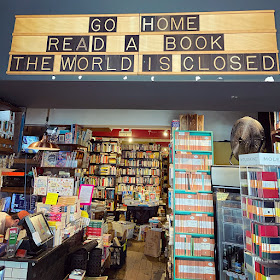 GO HOME
READ A BOOK
THE WORLD IS CLOSED